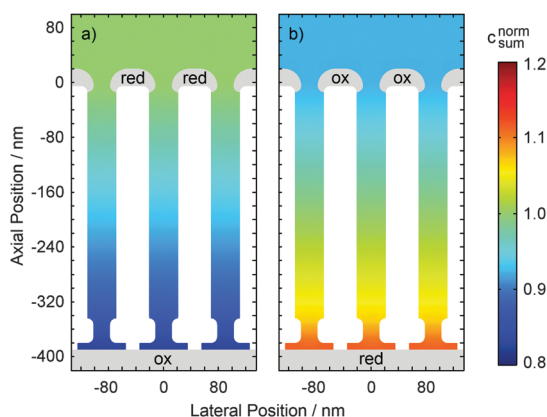 a)
b)
c
norm
sum
red
red
ox
ox
ox
red
80
0
-80
-160
-240
-320
-400
Axial Position / nm
-80
0
80
-80
0
80
Lateral Position / nm
1.2
1.1
1.0
0.9
0.8